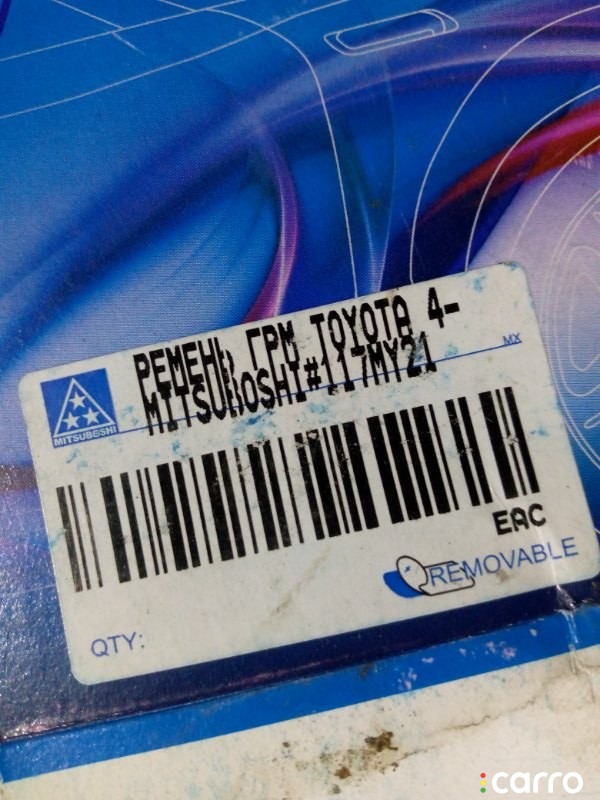 РЕМЕНЬ ГРМ TOYOTA 4-
MITSUBOSHI#117MY21
MX
MITSUBOSHI
EAC
REMOVABLE
QTY:
carro